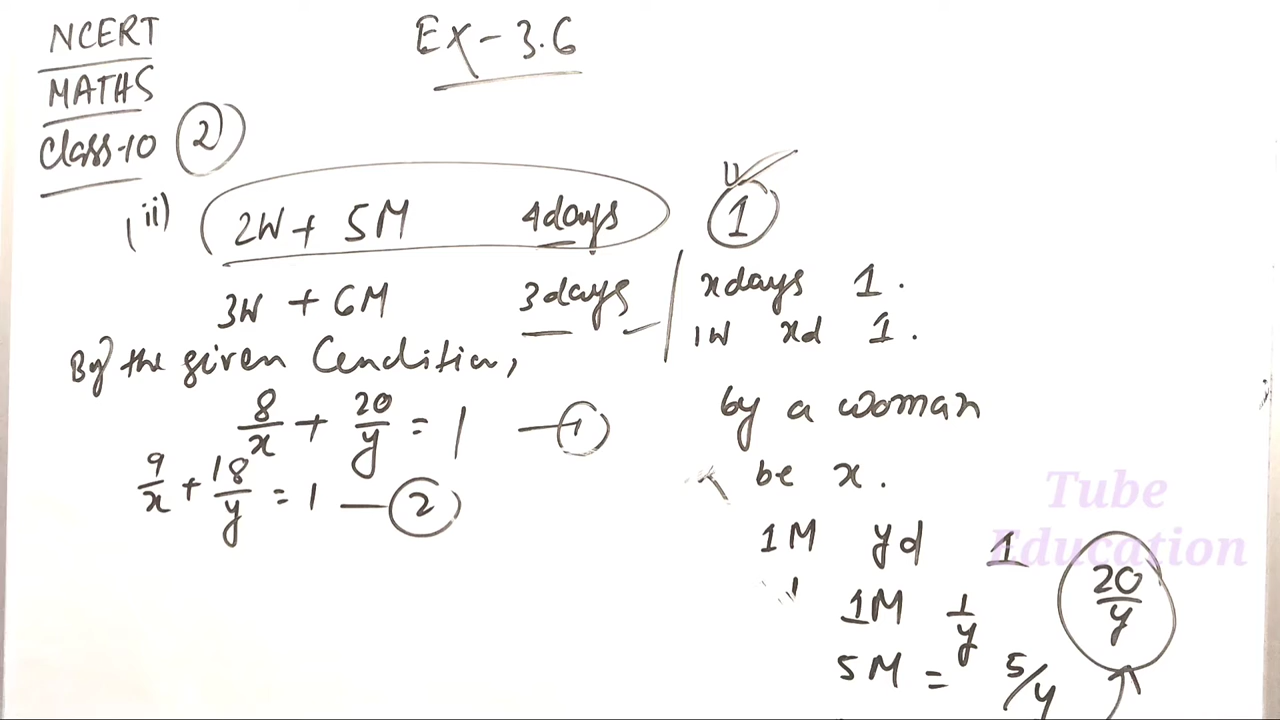 NCERT
MATHS
Class-10
Ex-3.6
2
(ii)
2W + 5M 4days
1
3W + 6M 3days
xdays 1.
1W xd 1.
By the given Condition,
8/x + 20/y = 1 — 1
9/x + 18/y = 1 — 2
by a woman
be x.
Tube
Education
1M yd 1
1M 1/y
20/y
5M = 5/y